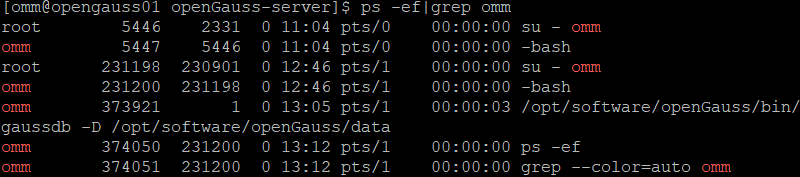 [omm@opengauss01 openGauss-server]$ ps -ef|grep omm
root        5446    2331  0 11:04 pts/0    00:00:00 su - omm
omm         5447    5446  0 11:04 pts/0    00:00:00 -bash
root      231198  230901  0 12:46 pts/1    00:00:00 su - omm
omm       231200  231198  0 12:46 pts/1    00:00:00 -bash
omm       373921       1  0 13:05 pts/1    00:00:03 /opt/software/openGauss/bin/
gaussdb -D /opt/software/openGauss/data
omm       374050  231200  0 13:12 pts/1    00:00:00 ps -ef
omm       374051  231200  0 13:12 pts/1    00:00:00 grep --color=auto omm